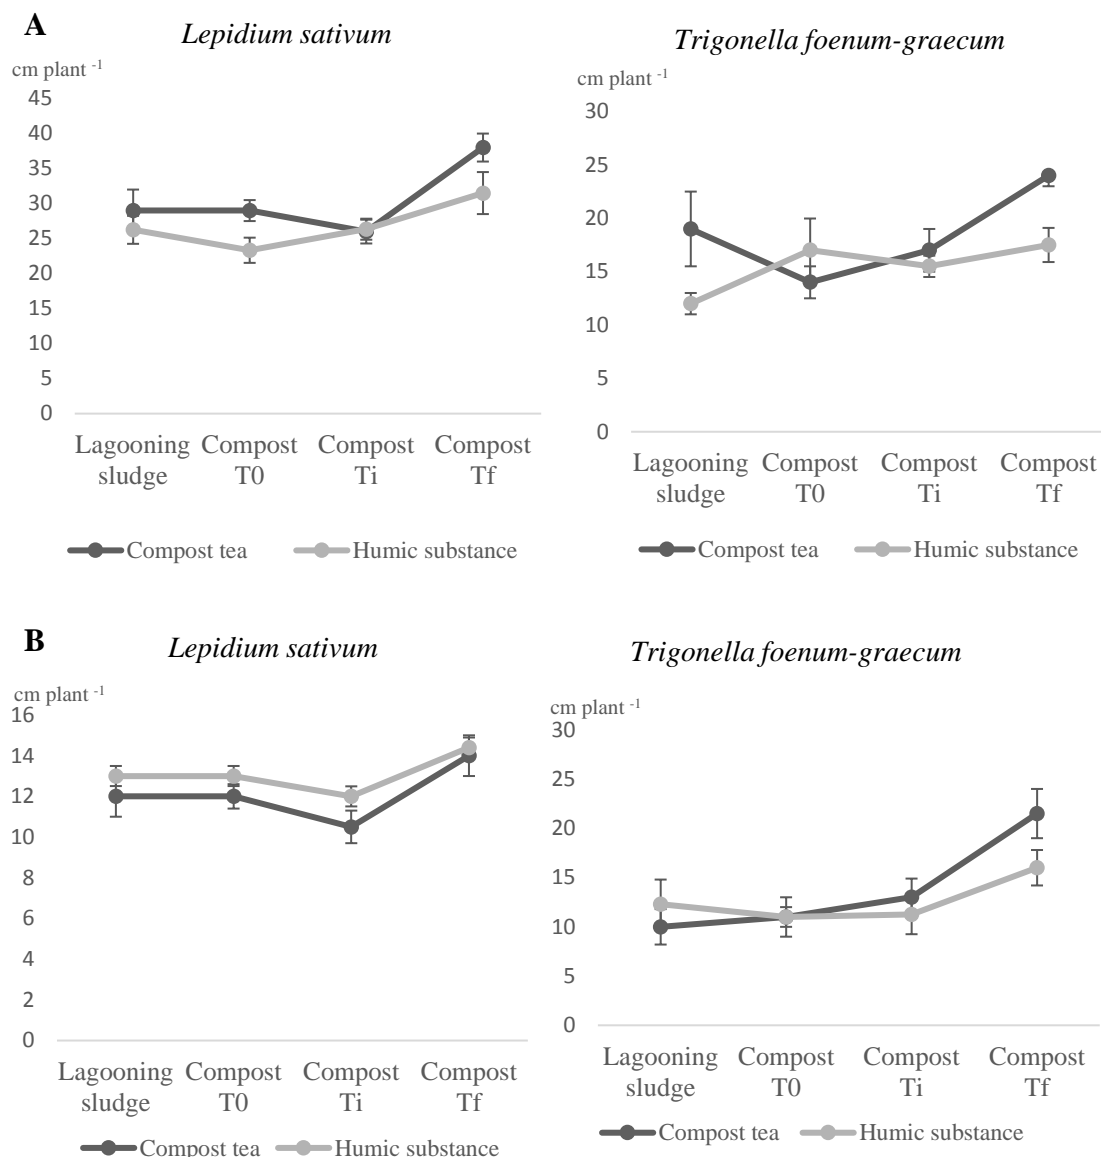 A
Lepidium sativum
cm plant -1
45
40
35
30
25
20
15
10
5
0
Lagooning sludge
Compost T0
Compost Ti
Compost Tf
Compost tea
Humic substance
Trigonella foenum-graecum
cm plant -1
30
25
20
15
10
5
0
Lagooning sludge
Compost T0
Compost Ti
Compost Tf
Compost tea
Humic substance
B
Lepidium sativum
cm plant -1
16
14
12
10
8
6
4
2
0
Lagooning sludge
Compost T0
Compost Ti
Compost Tf
Compost tea
Humic substance
Trigonella foenum-graecum
cm plant -1
30
25
20
15
10
5
0
Lagooning sludge
Compost T0
Compost Ti
Compost Tf
Compost tea
Humic substance